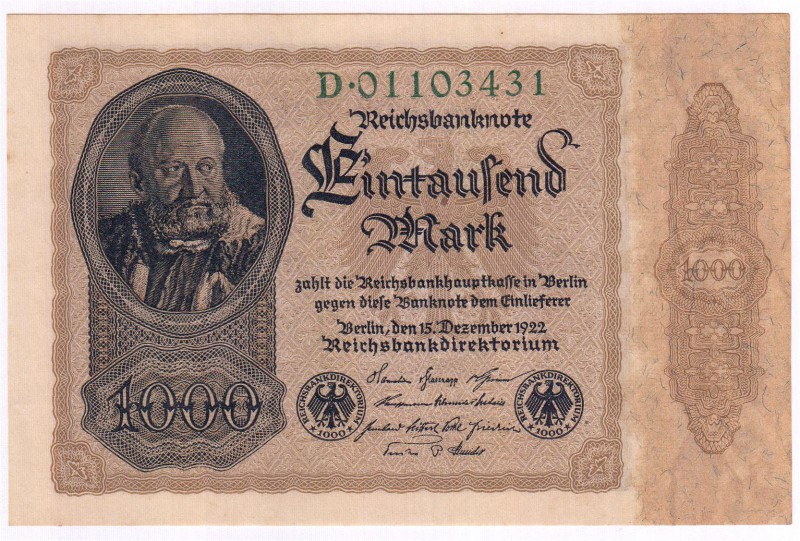 D·01103431
Reichsbanknote
Eintausend
Mark
zahlt die Reichsbankhauptkasse in Berlin
gegen diese Banknote dem Einlieferer
Berlin, den 15. Dezember 1922
Reichsbankdirektorium
1000
1000
REICHSBANKDIREKTORIUM
1000
REICHSBANKDIREKTORIUM
1000